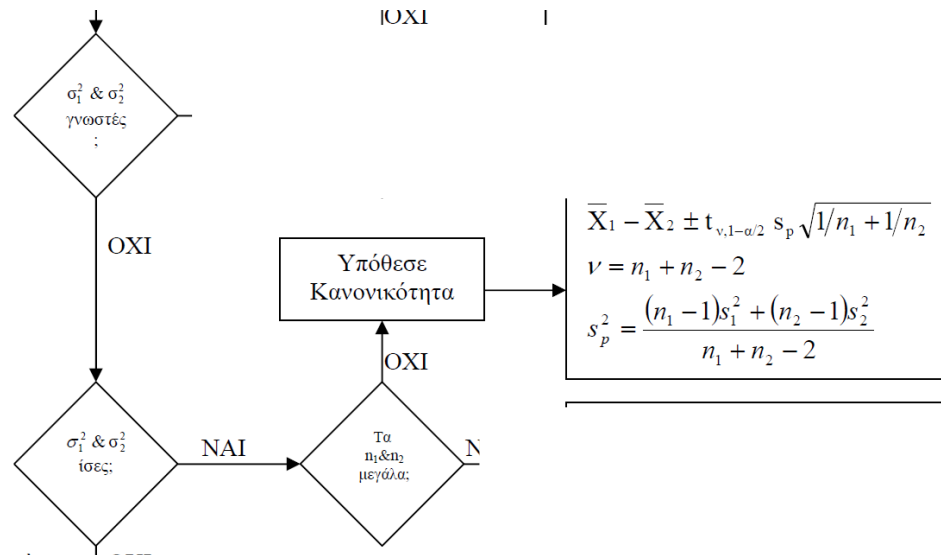 ΟΧΙ
σ₁² & σ₂²
γνωστές
;
ΟΧΙ
Υπόθεσε
Κανονικότητα
X̅₁ − X̅₂ ± t_{ν,1−α/2} s_p √(1/n₁ + 1/n₂)
ν = n₁ + n₂ − 2
s_p² = ((n₁ − 1)s₁² + (n₂ − 1)s₂²) / (n₁ + n₂ − 2)
ΟΧΙ
σ₁² & σ₂²
ίσες;
ΝΑΙ
Τα
n₁&n₂
μεγάλα;